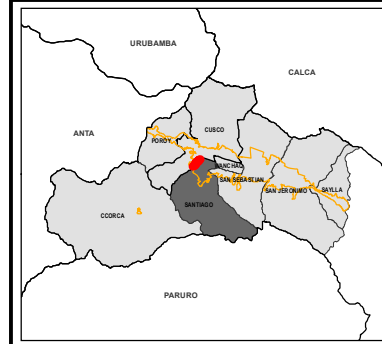 URUBAMBA
CALCA
ANTA
CUSCO
POROY
WANCHAQ
SAN SEBASTIAN
SAN JERONIMO
SAYLLA
SANTIAGO
CCORCA
PARURO